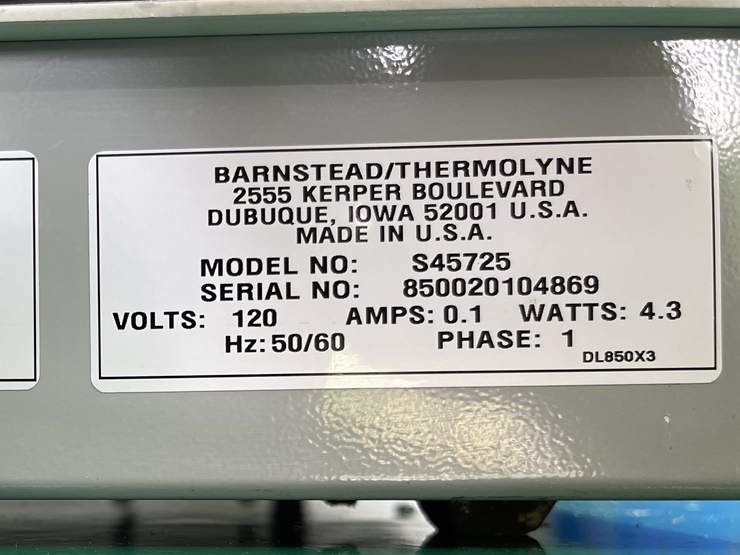 BARNSTEAD/THERMOLYNE
2555 KERPER BOULEVARD
DUBUQUE, IOWA 52001 U.S.A.
MADE IN U.S.A.
MODEL NO: S45725
SERIAL NO: 850020104869
VOLTS: 120 AMPS: 0.1 WATTS: 4.3
Hz: 50/60 PHASE: 1
DL850X3